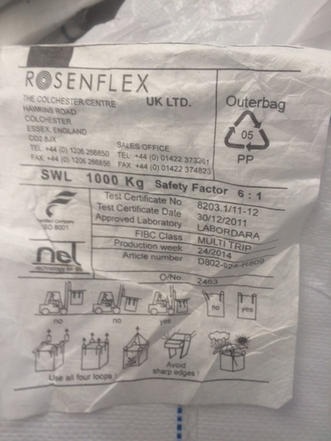 ROSENFLEX
UK LTD.
THE COLCHESTER CENTRE
HAWKINS ROAD
COLCHESTER
ESSEX, ENGLAND
CO2 8JX
TEL +44 (0) 1206 266850
FAX +44 (0) 1206 266856
SALES OFFICE
TEL +44 (0) 01422 373261
FAX +44 (0) 01422 374823
Outerbag
05
PP
SWL 1000 Kg Safety Factor 6 : 1
ISO 9001
Test Certificate No 8203.1/11-12
Test Certificate Date 30/12/2011
Approved Laboratory LABORDARA
FIBC Class MULTI TRIP
Production week 24/2014
Article number
O/No. 2463
no
no
yes
no
yes
Use all four loops !
Avoid
sharp edges !